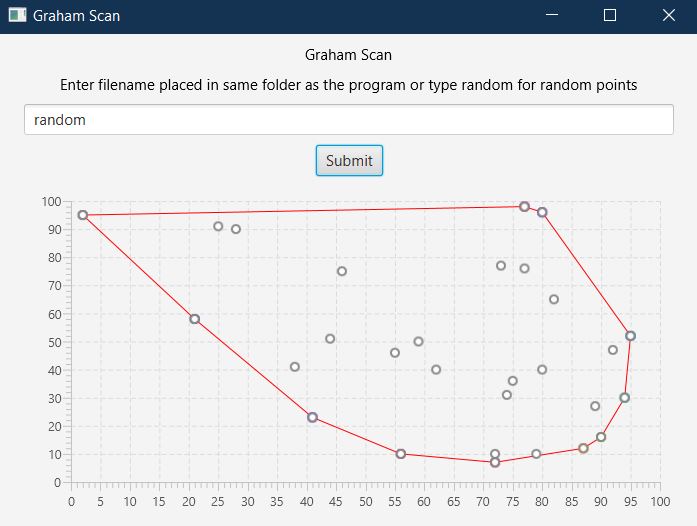 Graham Scan
Graham Scan
Enter filename placed in same folder as the program or type random for random points
random
Submit
100
90
80
70
60
50
40
30
20
10
0
0 5 10 15 20 25 30 35 40 45 50 55 60 65 70 75 80 85 90 95 100